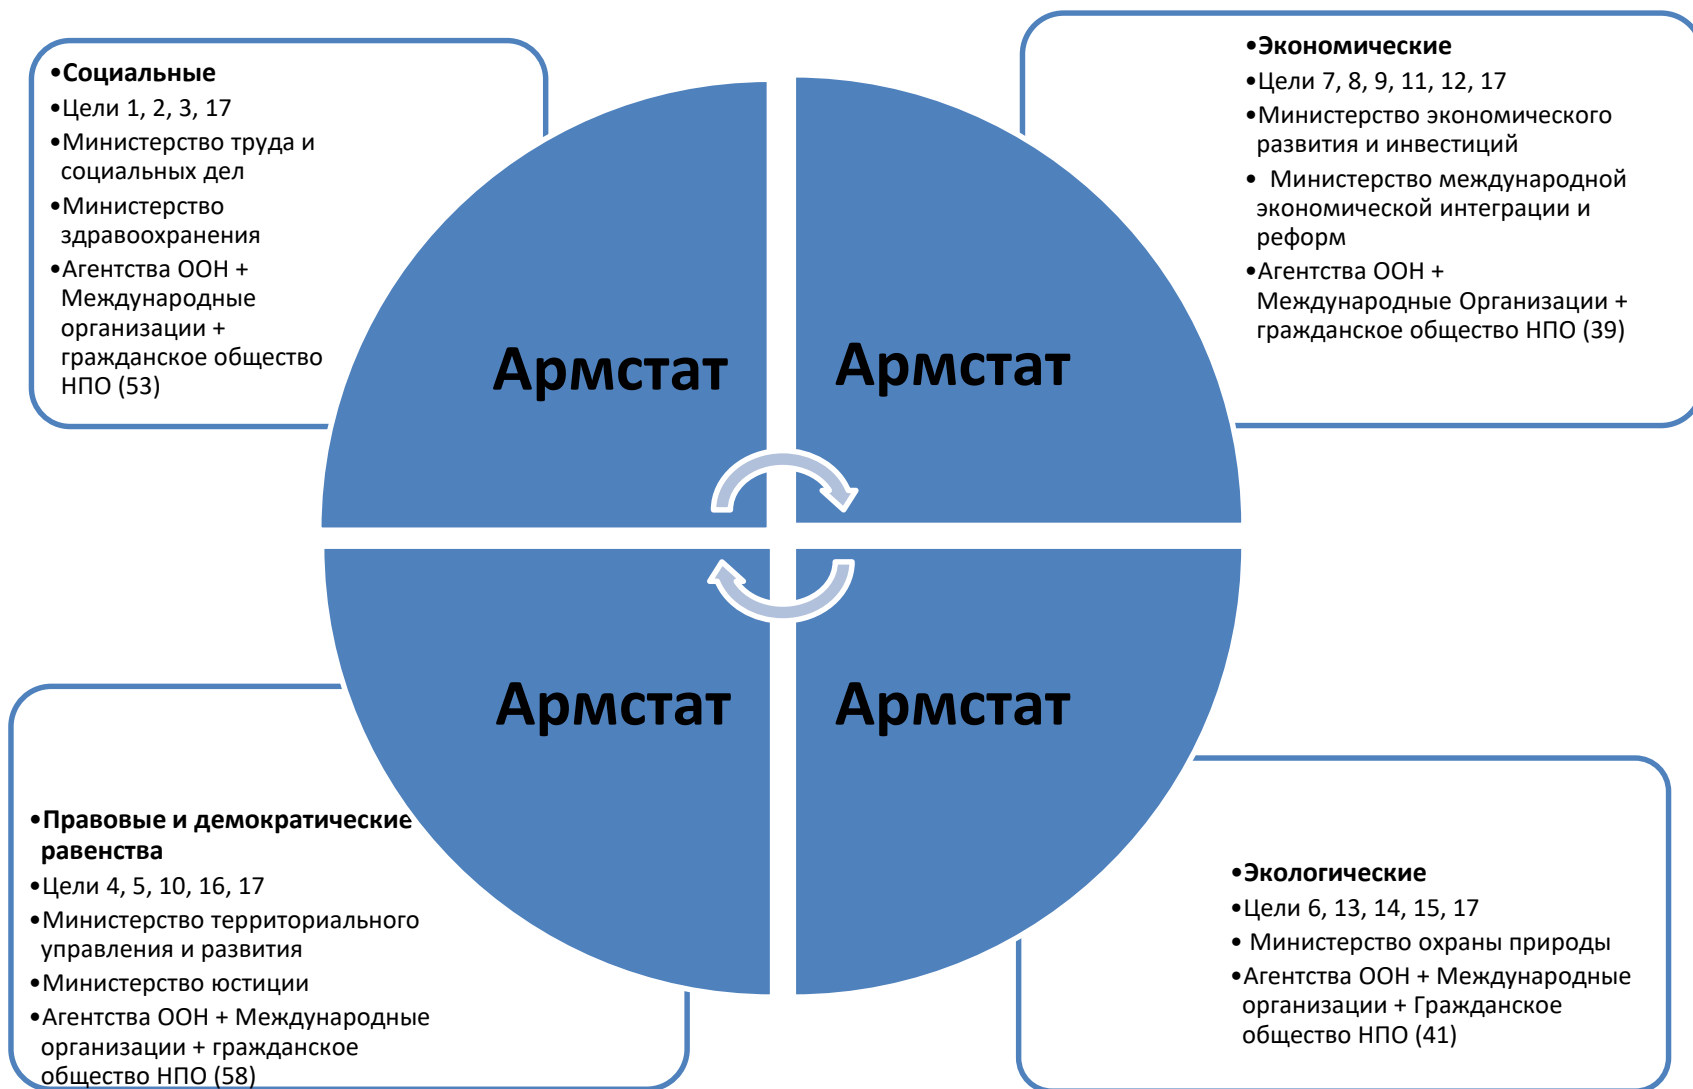 •Социальные
•Цели 1, 2, 3, 17
•Министерство труда и
социальных дел
•Министерство
здравоохранения
•Агентства ООН +
Международные
организации +
гражданское общество
НПО (53)
•Экономические
•Цели 7, 8, 9, 11, 12, 17
•Министерство экономического
развития и инвестиций
• Министерство международной
экономической интеграции и
реформ
•Агентства ООН +
Международные Организации +
гражданское общество НПО (39)
Армстат
Армстат
Армстат
Армстат
•Правовые и демократические
равенства
•Цели 4, 5, 10, 16, 17
•Министерство территориального
управления и развития
•Министерство юстиции
•Агентства ООН + Международные
организации + гражданское
общество НПО (58)
•Экологические
•Цели 6, 13, 14, 15, 17
• Министерство охраны природы
•Агентства ООН + Международные
организации + Гражданское
общество НПО (41)